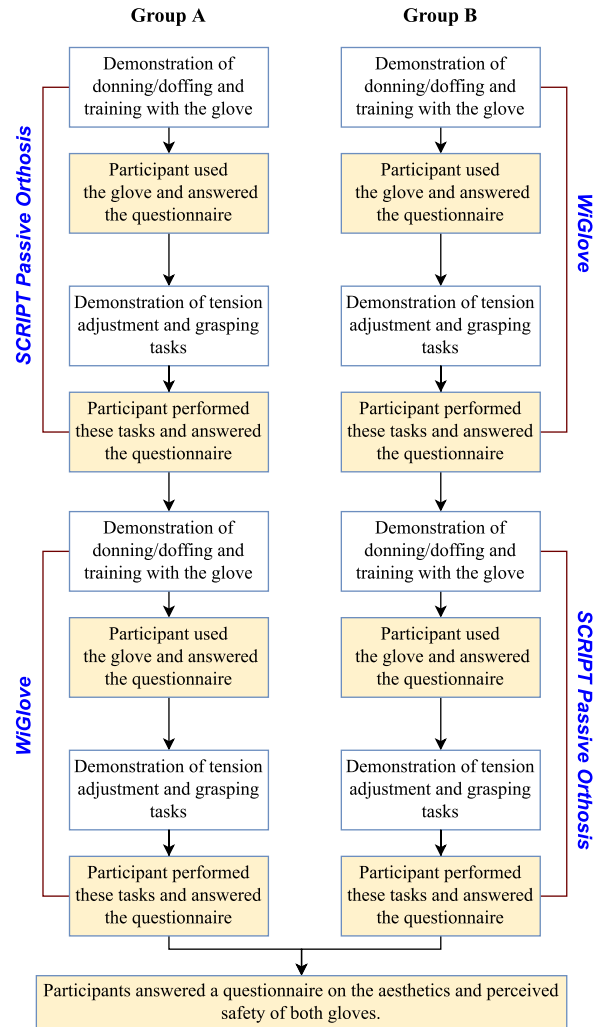 Group A
Group B
Demonstration of
donning/doffing and
training with the glove
Participant used
the glove and answered
the questionnaire
Demonstration of tension
adjustment and grasping
tasks
Participant performed
these tasks and answered
the questionnaire
SCRIPT Passive Orthosis
Demonstration of
donning/doffing and
training with the glove
Participant used
the glove and answered
the questionnaire
Demonstration of tension
adjustment and grasping
tasks
Participant performed
these tasks and answered
the questionnaire
WiGlove
Demonstration of
donning/doffing and
training with the glove
Participant used
the glove and answered
the questionnaire
Demonstration of tension
adjustment and grasping
tasks
Participant performed
these tasks and answered
the questionnaire
WiGlove
Demonstration of
donning/doffing and
training with the glove
Participant used
the glove and answered
the questionnaire
Demonstration of tension
adjustment and grasping
tasks
Participant performed
these tasks and answered
the questionnaire
SCRIPT Passive Orthosis
Participants answered a questionnaire on the aesthetics and perceived
safety of both gloves.